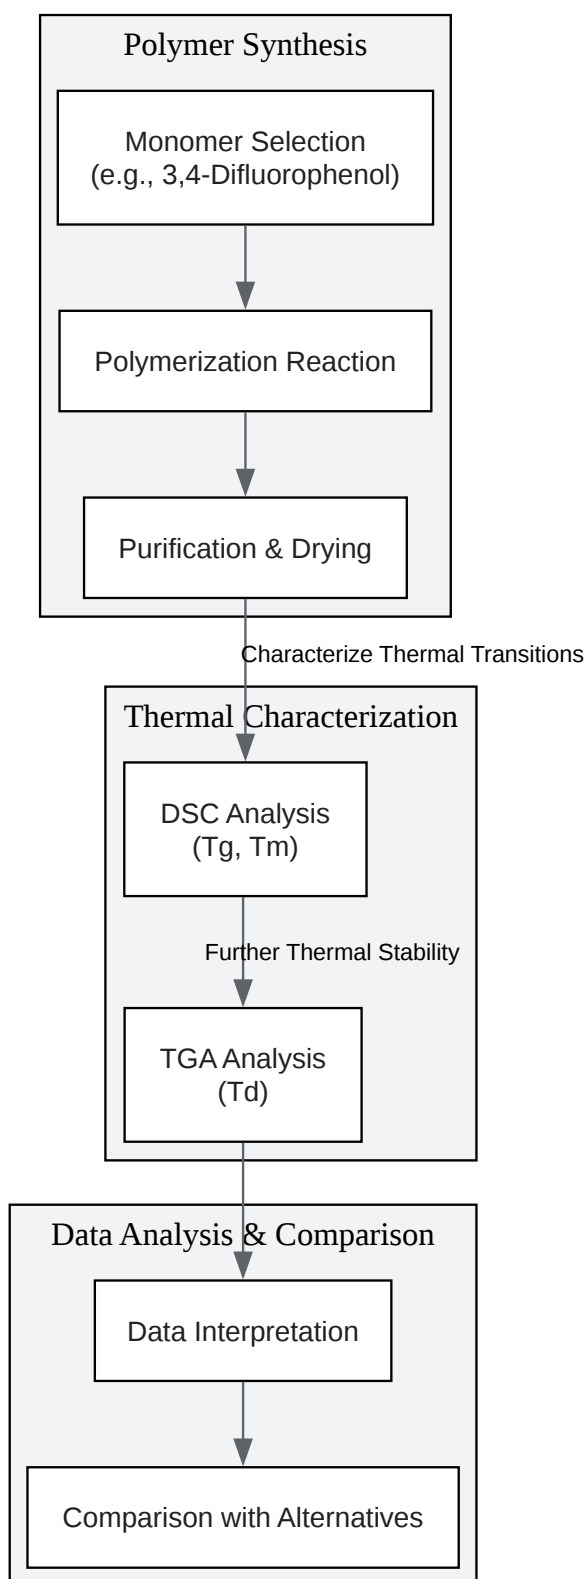 Polymer Synthesis
Monomer Selection
(e.g., 3,4-Difluorophenol)
Polymerization Reaction
Purification & Drying
Characterize Thermal Transitions
Thermal Characterization
DSC Analysis
(Tg, Tm)
Further Thermal Stability
TGA Analysis
(Td)
Data Analysis & Comparison
Data Interpretation
Comparison with Alternatives